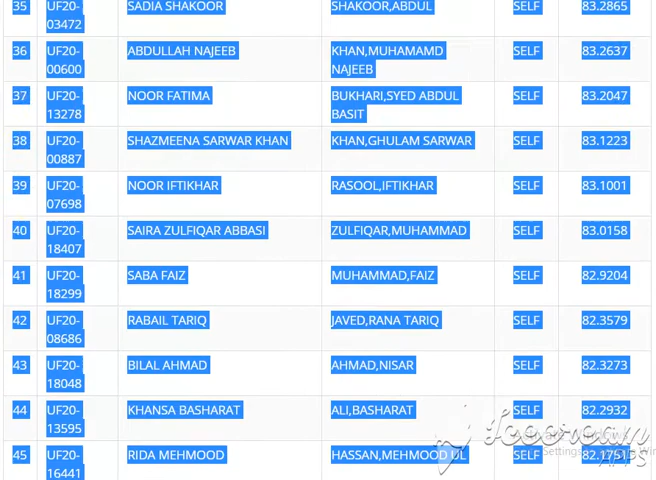 35 UF20- SADIA SHAKOOR SHAKOOR,ABDUL SELF 83.2865
03472
36 UF20- ABDULLAH NAJEEB KHAN,MUHAMAMD SELF 83.2637
00600 NAJEEB
37 UF20- NOOR FATIMA BUKHARI,SYED ABDUL SELF 83.2047
13278 BASIT
38 UF20- SHAZMEENA SARWAR KHAN KHAN,GHULAM SARWAR SELF 83.1223
00887
39 UF20- NOOR IFTIKHAR RASOOL,IFTIKHAR SELF 83.1001
07698
40 UF20- SAIRA ZULFIQAR ABBASI ZULFIQAR,MUHAMMAD SELF 83.0158
18407
41 UF20- SABA FAIZ MUHAMMAD,FAIZ SELF 82.9204
18299
42 UF20- RABAIL TARIQ JAVED,RANA TARIQ SELF 82.3579
08686
43 UF20- BILAL AHMAD AHMAD,NISAR SELF 82.3273
18048
44 UF20- KHANSA BASHARAT ALI,BASHARAT SELF 82.2932
13595
45 UF20- RIDA MEHMOOD HASSAN,MEHMOOD UL SELF 82.1751
16441
APPS